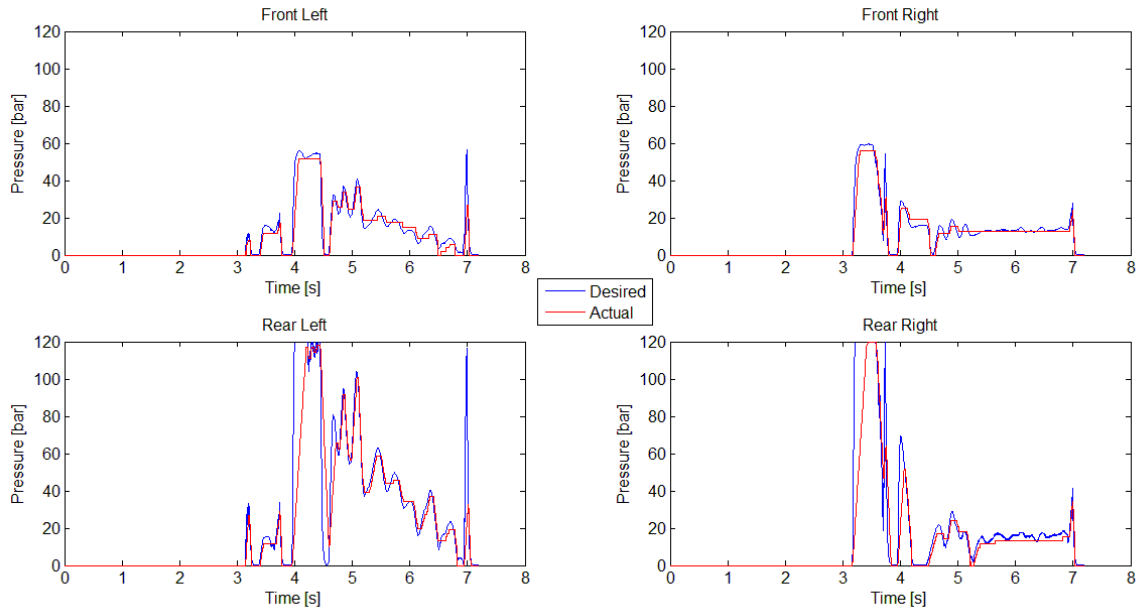 Front Left
Front Right
120
100
80
60
40
20
0
Pressure [bar]
0 1 2 3 4 5 6 7 8
Time [s]
120
100
80
60
40
20
0
Pressure [bar]
0 1 2 3 4 5 6 7 8
Time [s]
Desired
Actual
Rear Left
Rear Right
120
100
80
60
40
20
0
Pressure [bar]
0 1 2 3 4 5 6 7 8
Time [s]
120
100
80
60
40
20
0
Pressure [bar]
0 1 2 3 4 5 6 7 8
Time [s]